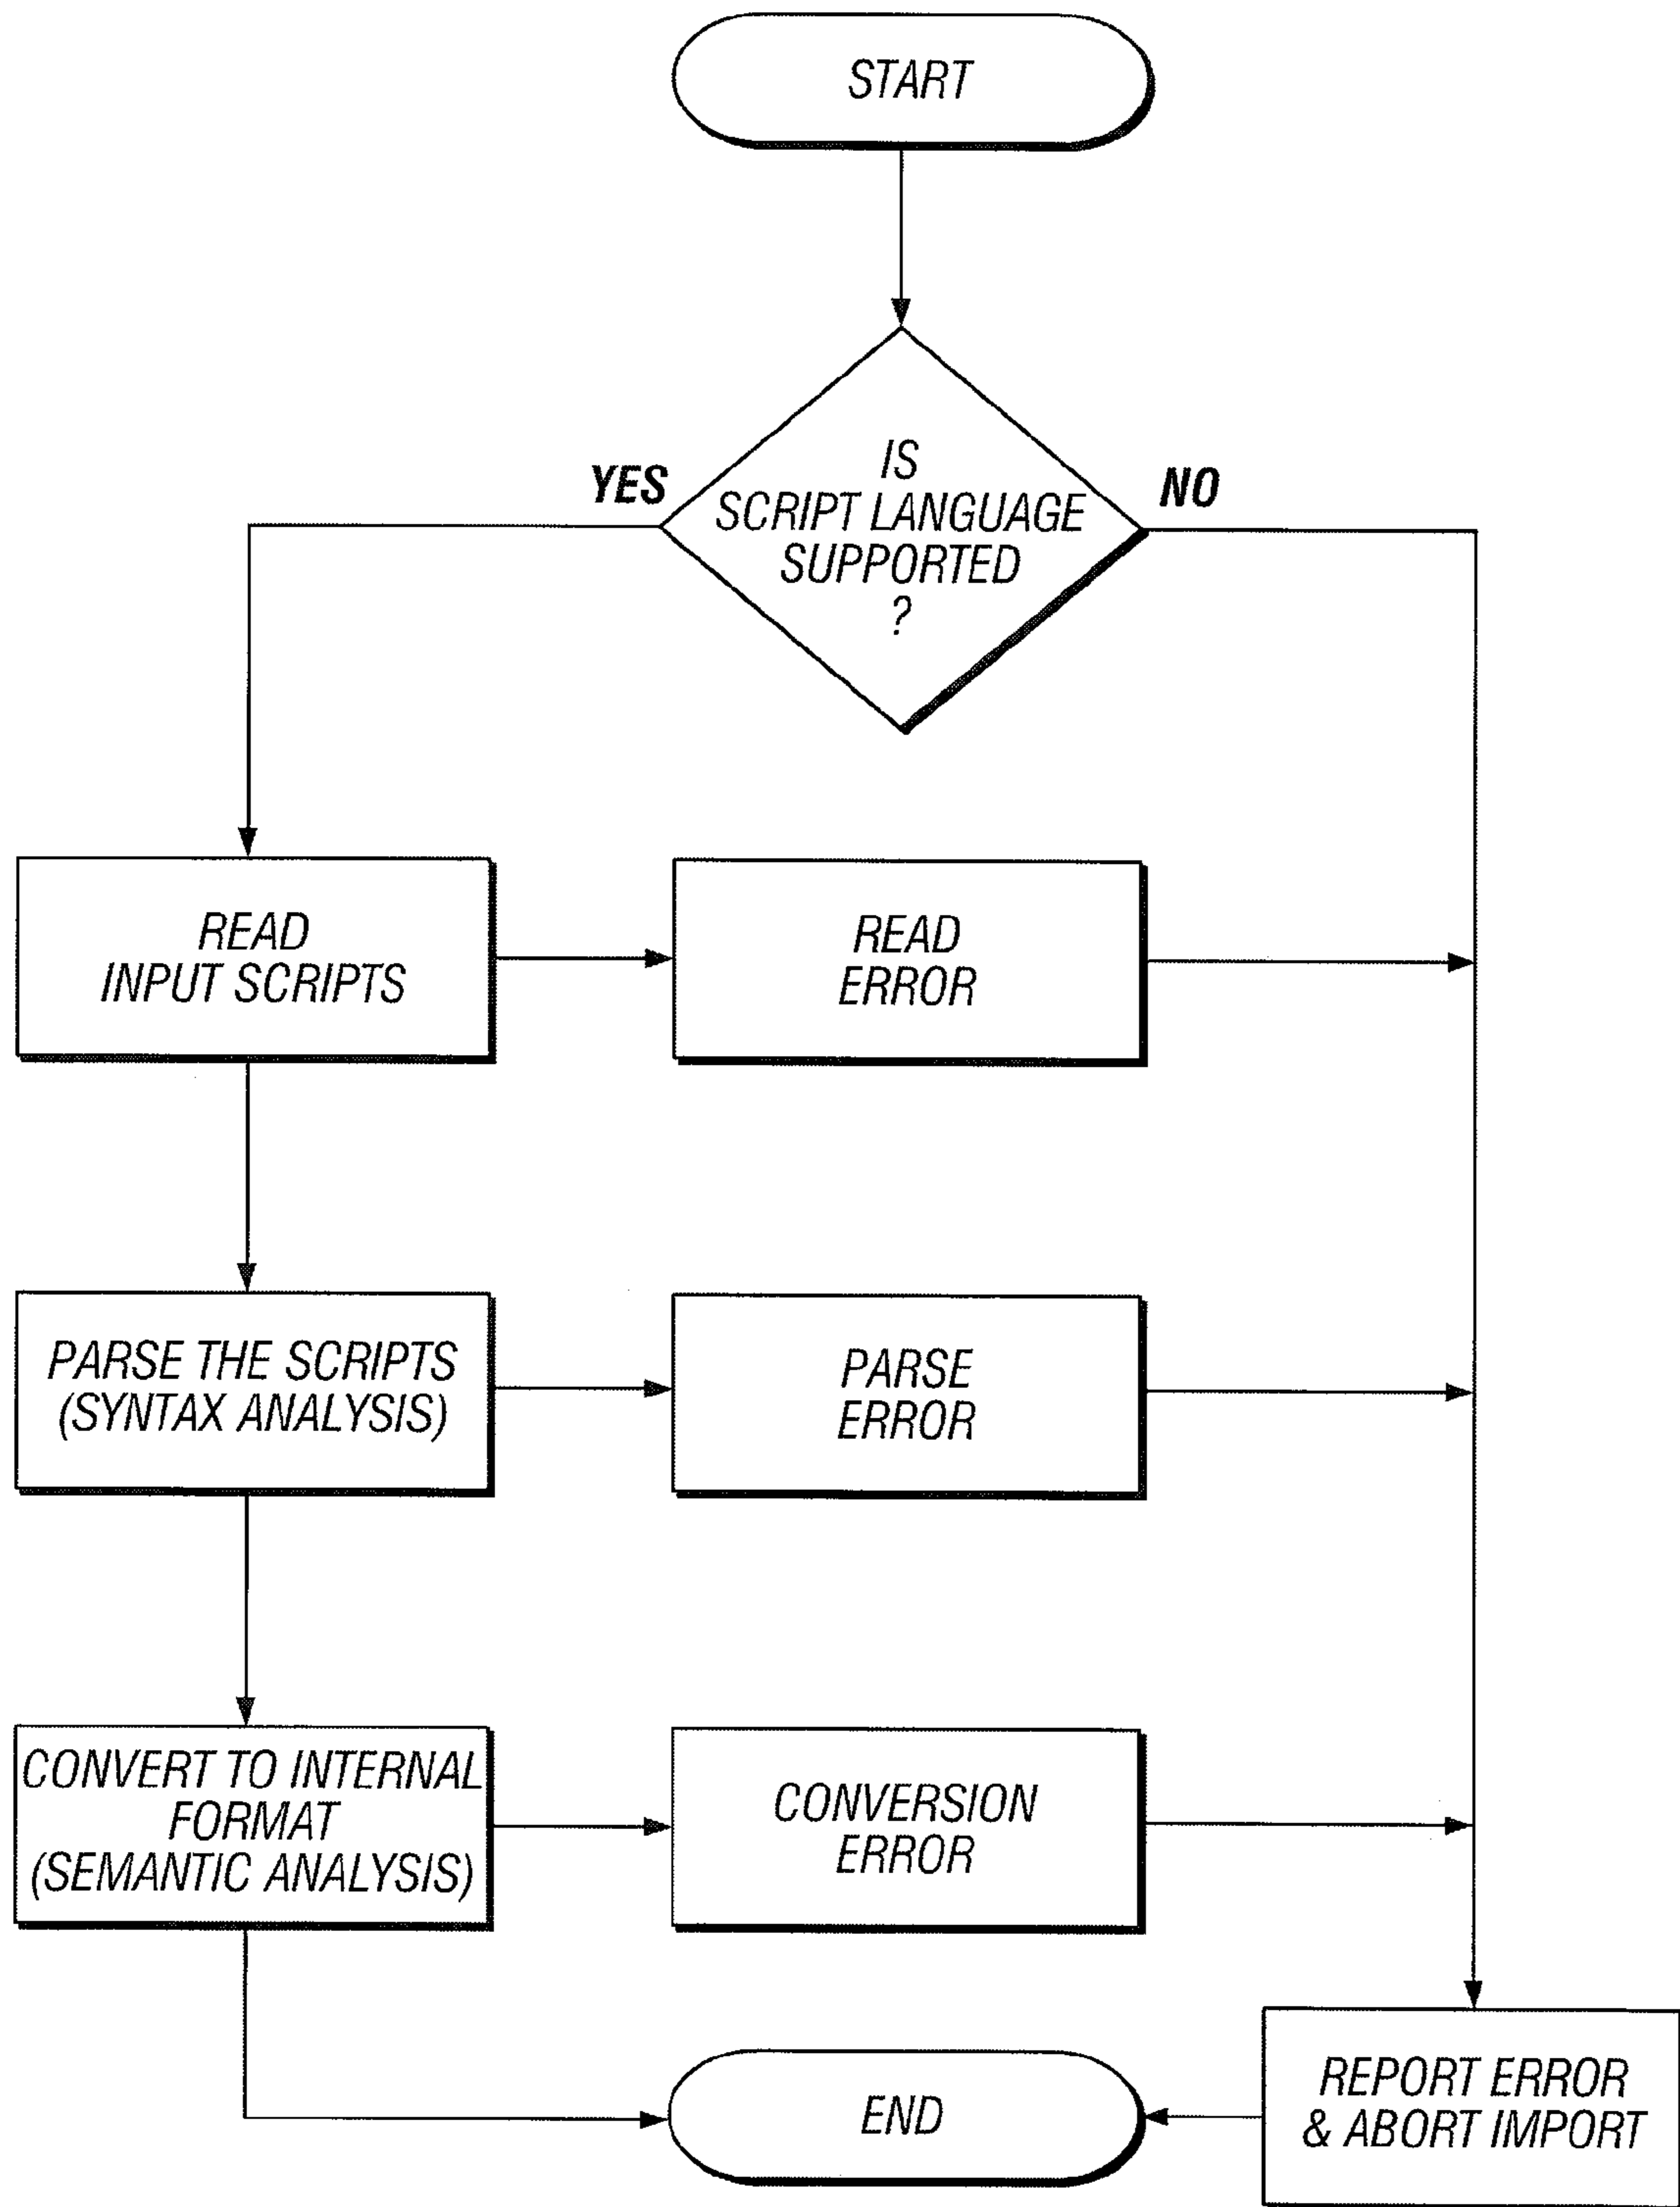 START
IS
SCRIPT LANGUAGE
SUPPORTED
?
YES
NO
READ
INPUT SCRIPTS
READ
ERROR
PARSE THE SCRIPTS
(SYNTAX ANALYSIS)
PARSE
ERROR
CONVERT TO INTERNAL
FORMAT
(SEMANTIC ANALYSIS)
CONVERSION
ERROR
END
REPORT ERROR
& ABORT IMPORT